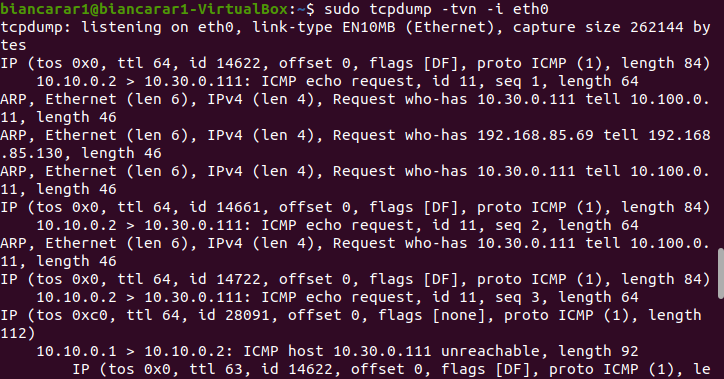 biancarar1@biancarar1-VirtualBox:~$ sudo tcpdump -tvn -i eth0
tcpdump: listening on eth0, link-type EN10MB (Ethernet), capture size 262144 by
tes
IP (tos 0x0, ttl 64, id 14622, offset 0, flags [DF], proto ICMP (1), length 84)
    10.10.0.2 > 10.30.0.111: ICMP echo request, id 11, seq 1, length 64
ARP, Ethernet (len 6), IPv4 (len 4), Request who-has 10.30.0.111 tell 10.100.0.
11, length 46
ARP, Ethernet (len 6), IPv4 (len 4), Request who-has 192.168.85.69 tell 192.168
.85.130, length 46
ARP, Ethernet (len 6), IPv4 (len 4), Request who-has 10.30.0.111 tell 10.100.0.
11, length 46
IP (tos 0x0, ttl 64, id 14661, offset 0, flags [DF], proto ICMP (1), length 84)
    10.10.0.2 > 10.30.0.111: ICMP echo request, id 11, seq 2, length 64
ARP, Ethernet (len 6), IPv4 (len 4), Request who-has 10.30.0.111 tell 10.100.0.
11, length 46
IP (tos 0x0, ttl 64, id 14722, offset 0, flags [DF], proto ICMP (1), length 84)
    10.10.0.2 > 10.30.0.111: ICMP echo request, id 11, seq 3, length 64
IP (tos 0xc0, ttl 64, id 28091, offset 0, flags [none], proto ICMP (1), length
112)
    10.10.0.1 > 10.10.0.2: ICMP host 10.30.0.111 unreachable, length 92
        IP (tos 0x0, ttl 63, id 14622, offset 0, flags [DF], proto ICMP (1), le